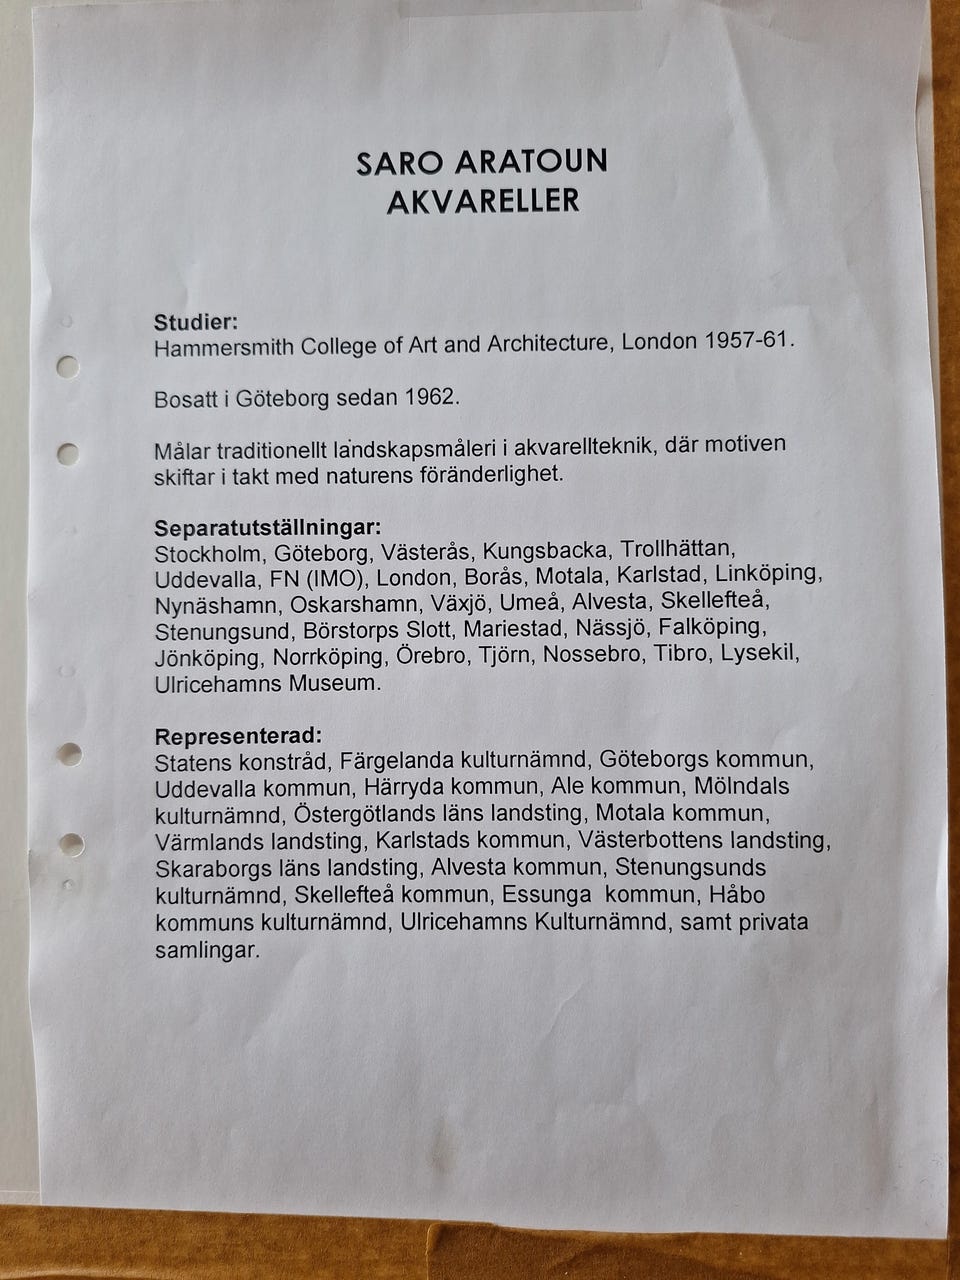 SARO ARATOUN
AKVARELLER
Studier:
Hammersmith College of Art and Architecture, London 1957-61.
Bosatt i Göteborg sedan 1962.
Målar traditionellt landskapsmåleri i akvarellteknik, där motiven
skiftar i takt med naturens föränderlighet.
Separatutställningar:
Stockholm, Göteborg, Västerås, Kungsbacka, Trollhättan,
Uddevalla, FN (IMO), London, Borås, Motala, Karlstad, Linköping,
Nynäshamn, Oskarshamn, Växjö, Umeå, Alvesta, Skellefteå,
Stenungsund, Börstorps Slott, Mariestad, Nässjö, Falköping,
Jönköping, Norrköping, Örebro, Tjörn, Nossebro, Tibro, Lysekil,
Ulricehamns Museum.
Representerad:
Statens konstråd, Färgelanda kulturnämnd, Göteborgs kommun,
Uddevalla kommun, Härryda kommun, Ale kommun, Mölndals
kulturnämnd, Östergötlands läns landsting, Motala kommun,
Värmlands landsting, Karlstads kommun, Västerbottens landsting,
Skaraborgs läns landsting, Alvesta kommun, Stenungsunds
kulturnämnd, Skellefteå kommun, Essunga  kommun, Håbo
kommuns kulturnämnd, Ulricehamns Kulturnämnd, samt privata
samlingar.